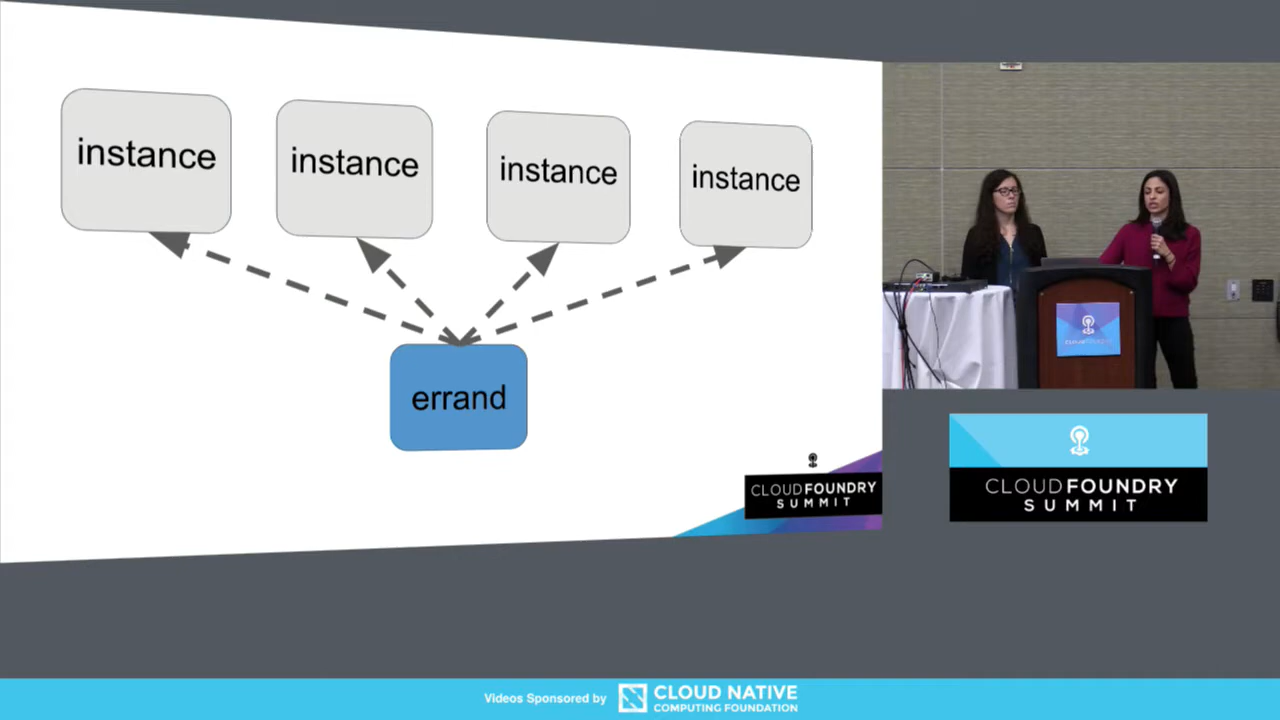 instance
instance
instance
instance
errand
CLOUDFOUNDRY
SUMMIT
CLOUDFOUNDRY
SUMMIT
Videos Sponsored by
CLOUD NATIVE
COMPUTING FOUNDATION